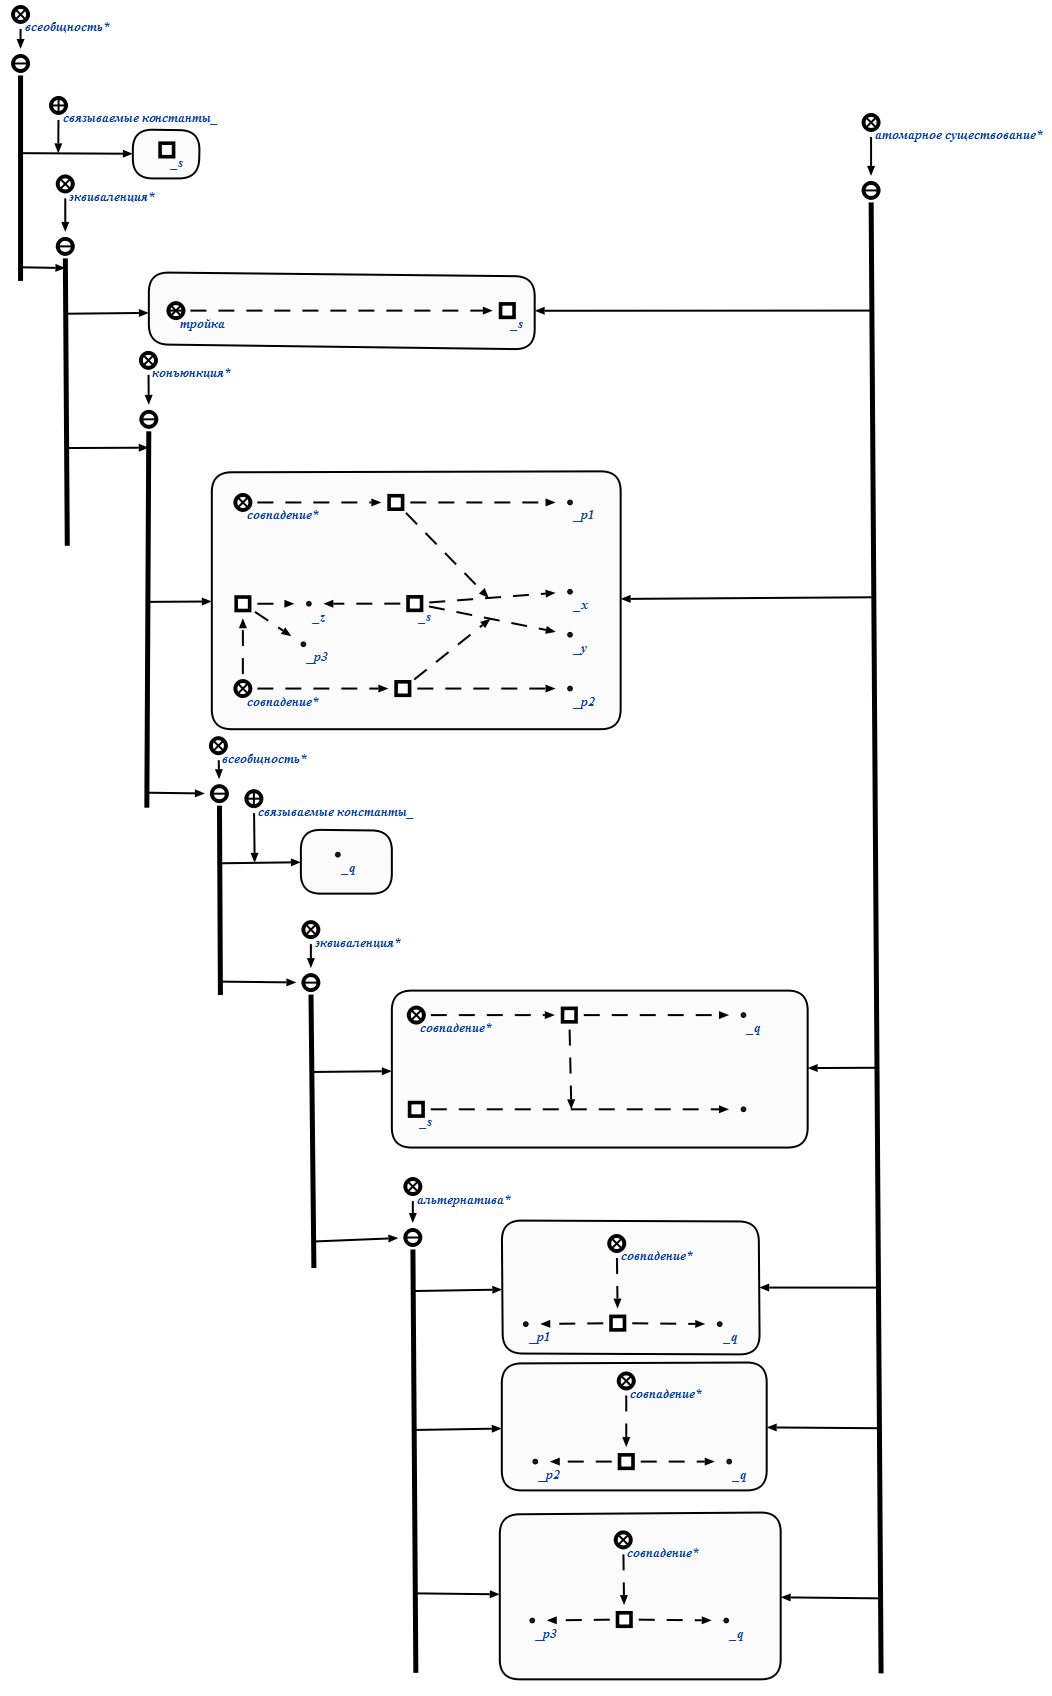 всеобщность*
связываемые константы_
атомарное существование*
_s
эквиваленция*
тройка
_s
конъюнкция*
совпадение*
_p1
_x
_z
_s
_y
_p3
совпадение*
_p2
всеобщность*
связываемые константы_
_q
эквиваленция*
совпадение*
_q
_s
альтернатива*
совпадение*
_p1
_q
совпадение*
_p2
_q
совпадение*
_p3
_q